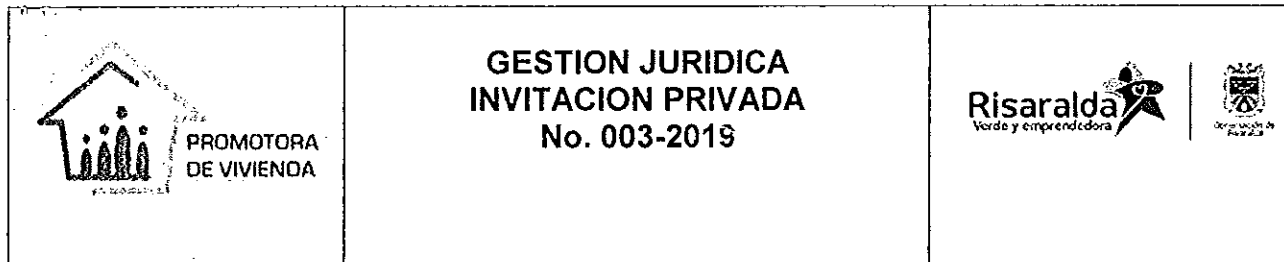 PROMOTORA
DE VIVIENDA
GESTION JURIDICA
INVITACION PRIVADA
No. 003-2019
Risaralda
Verde y emprendedora